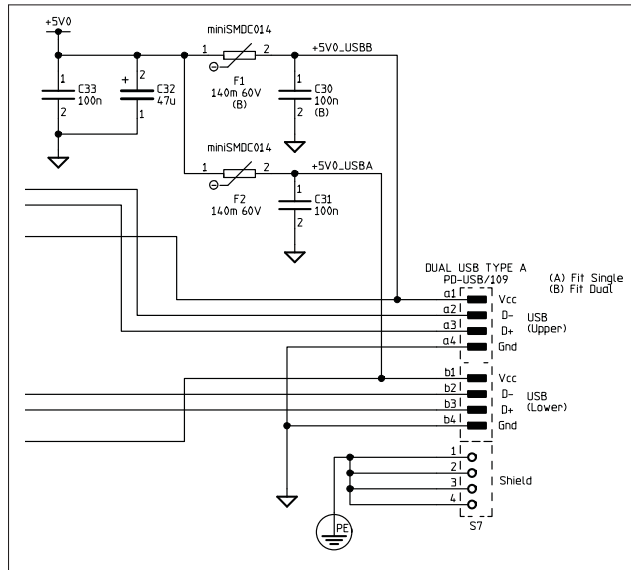 +5V0
miniSMDC014
1
2
+5V0_USBB
F1
140m 60V
(B)
1
C33
100n
2
+
2
C32
47u
1
1
C30
100n
(B)
2
miniSMDC014
1
2
+5V0_USBA
F2
140m 60V
1
C31
100n
2
DUAL USB TYPE A
PD-USB/109
(A) Fit Single
(B) Fit Dual
a1 Vcc
a2 D-
a3 D+
a4 Gnd
USB
(Upper)
b1 Vcc
b2 D-
b3 D+
b4 Gnd
USB
(Lower)
1
2
3
4
Shield
S7
PE